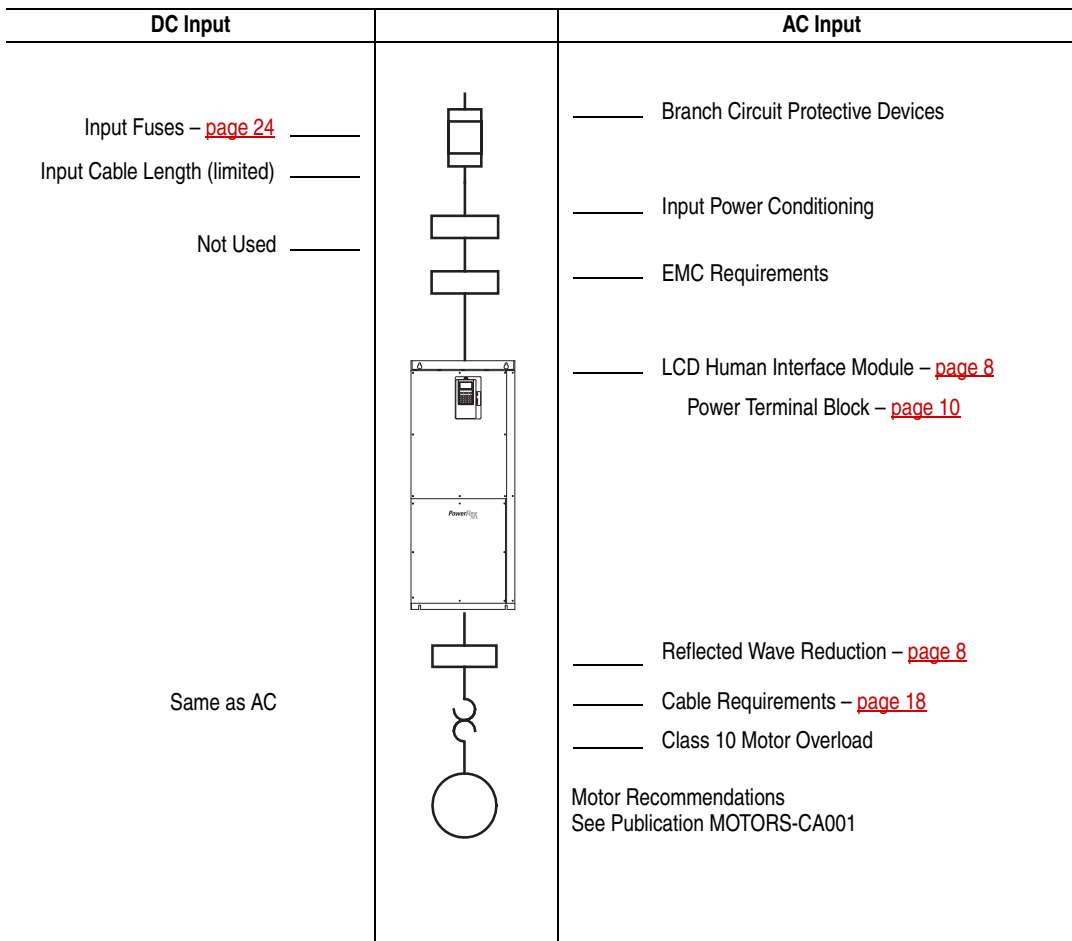 DC Input
AC Input
Input Fuses – page 24
Input Cable Length (limited)
Not Used
Same as AC
Branch Circuit Protective Devices
Input Power Conditioning
EMC Requirements
LCD Human Interface Module – page 8
Power Terminal Block – page 10
PowerFlex
Reflected Wave Reduction – page 8
Cable Requirements – page 18
Class 10 Motor Overload
Motor Recommendations
See Publication MOTORS-CA001